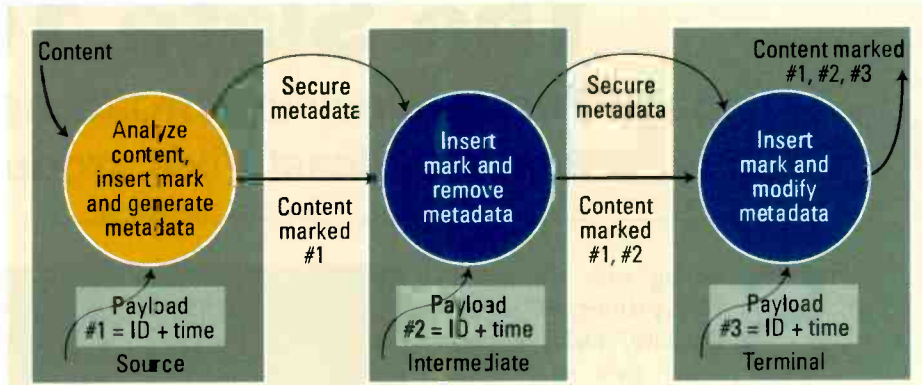 Content
Analyze
content,
insert mark
and generate
metadata
Payload
#1 = ID + time
Source
Secure
metadata
Content
marked
#1
Insert
mark and
remove
metadata
Payload
#2 = ID + time
Intermediate
Secure
metadata
Content
marked
#1, #2
Insert
mark and
modify
metadata
Payload
#3 = ID + time
Terminal
Content marked
#1, #2, #3